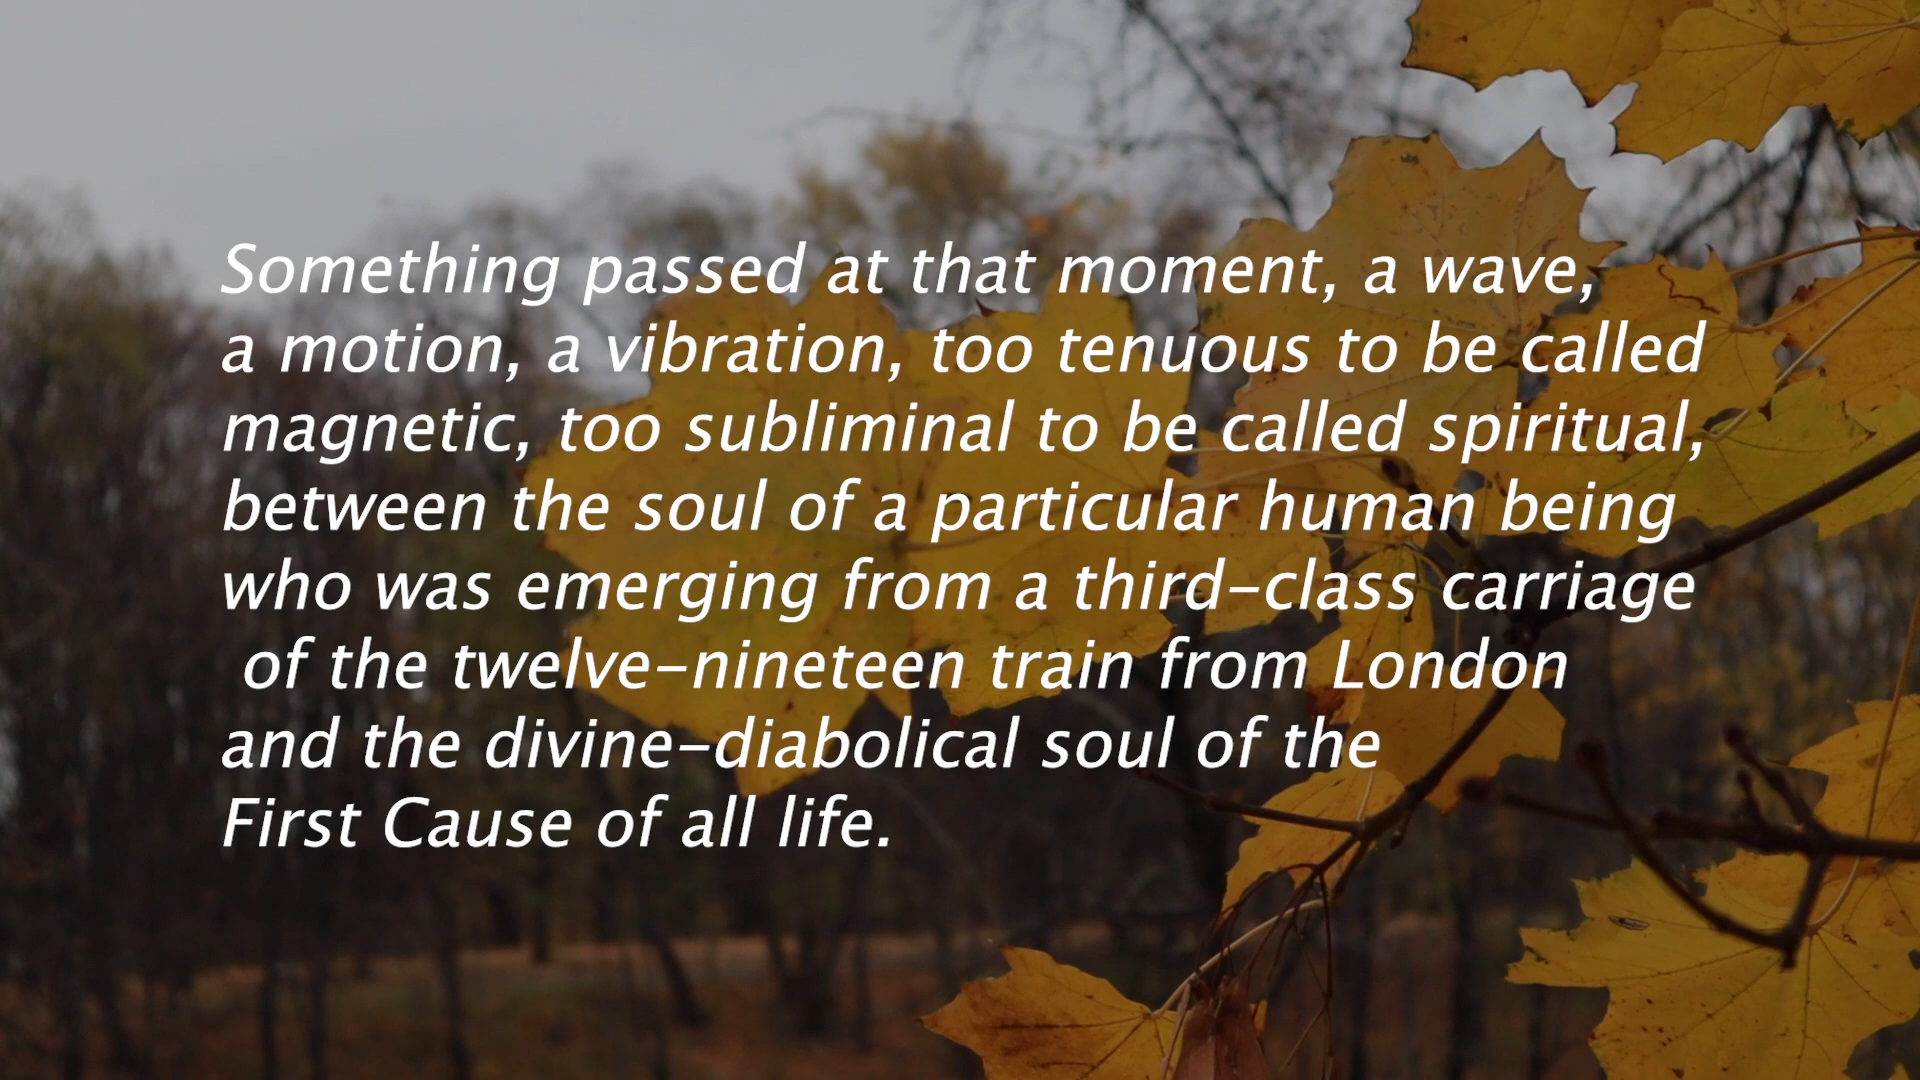 Something passed at that moment, a wave,
a motion, a vibration, too tenuous to be called
magnetic, too subliminal to be called spiritual,
between the soul of a particular human being
who was emerging from a third-class carriage
of the twelve-nineteen train from London
and the divine-diabolical soul of the
First Cause of all life.